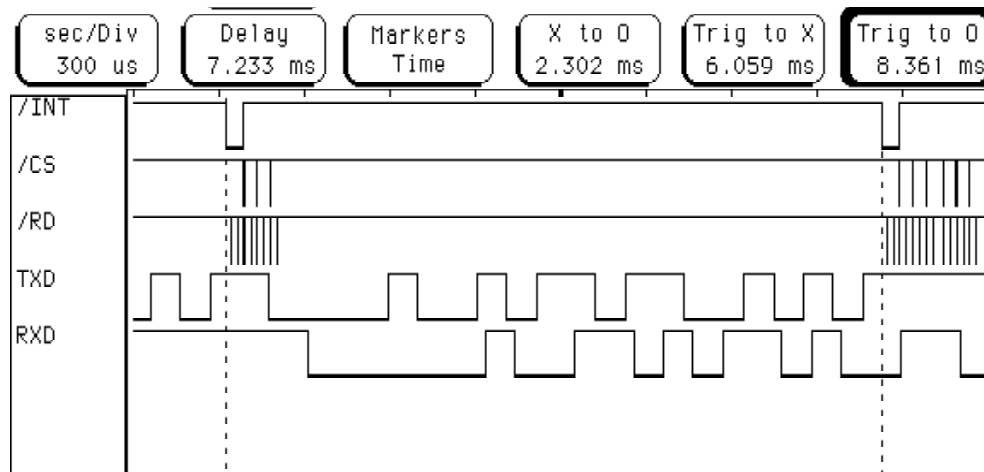 sec/Div
300 us
Delay
7.233 ms
Markers
Time
X to O
2.302 ms
Trig to X
6.059 ms
Trig to O
8.361 ms
/INT
/CS
/RD
TXD
RXD